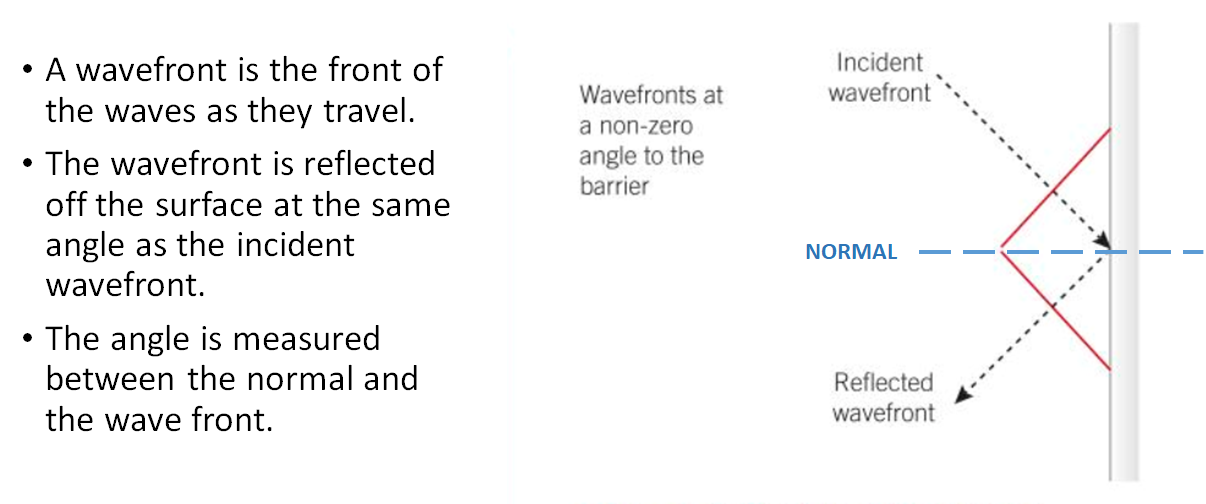 • A wavefront is the front of
the waves as they travel.
• The wavefront is reflected
off the surface at the same
angle as the incident
wavefront.
• The angle is measured
between the normal and
the wave front.
Wavefronts at
a non-zero
angle to the
barrier
Incident
wavefront
NORMAL
Reflected
wavefront